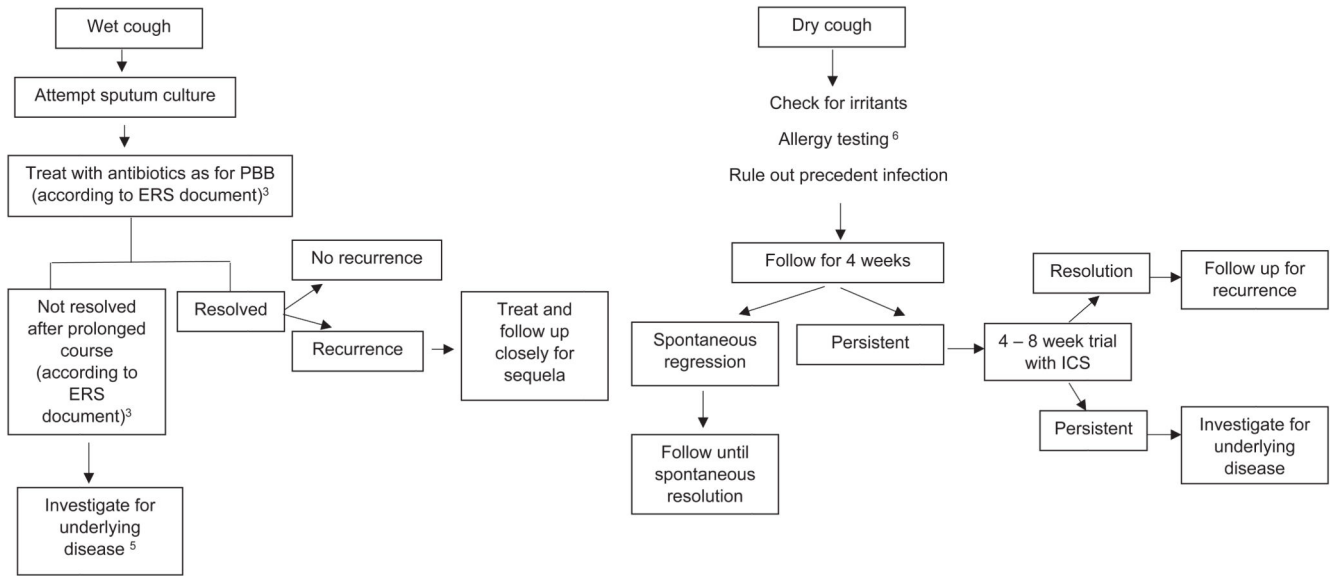 Wet cough
Attempt sputum culture
Treat with antibiotics as for PBB
(according to ERS document)3
Not resolved
after prolonged
course
(according to
ERS
document)3
Resolved
No recurrence
Recurrence
Treat and
follow up
closely for
sequela
Investigate for
underlying
disease 5
Dry cough
Check for irritants
Allergy testing 6
Rule out precedent infection
Follow for 4 weeks
Spontaneous
regression
Follow until
spontaneous
resolution
Persistent
4 – 8 week trial
with ICS
Resolution
Follow up for
recurrence
Persistent
Investigate for
underlying
disease